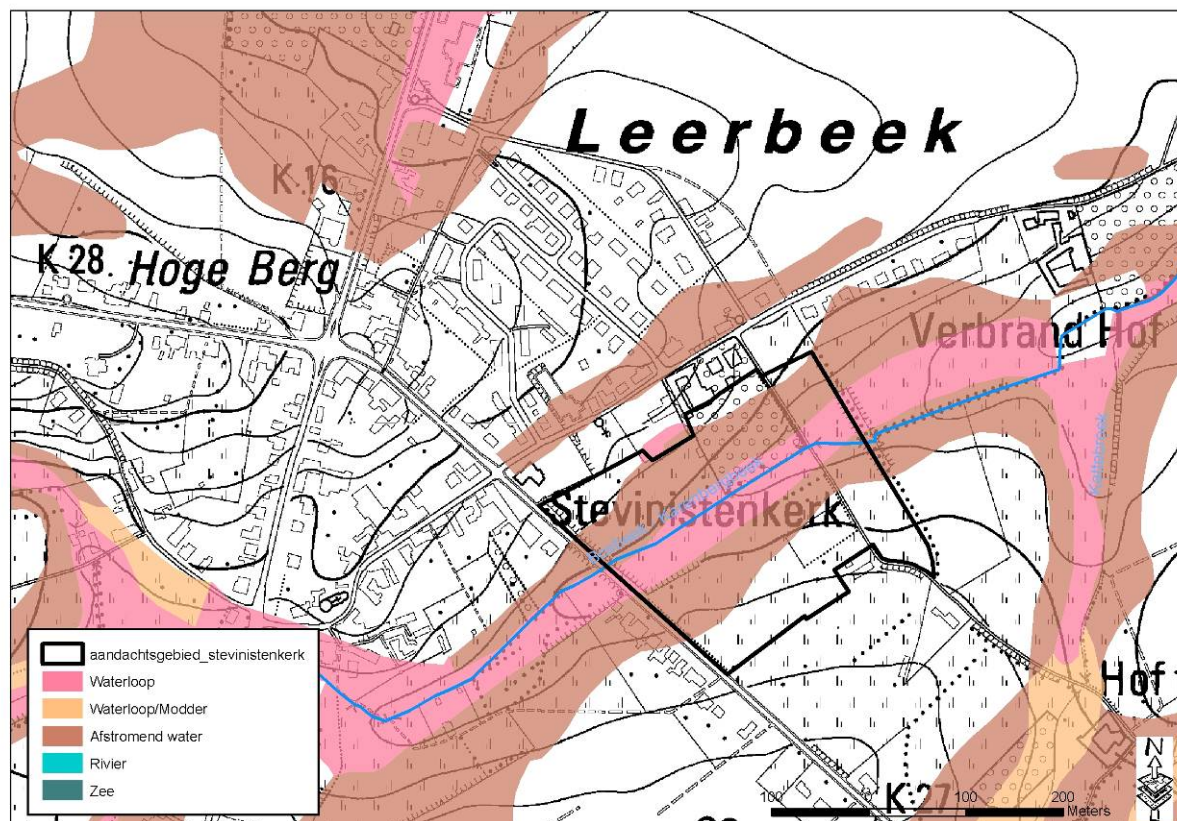 Leerbeek
K.16
K 28.
Hoge Berg
Verbrand Hof
Stevinistenkerk
Kettebroek
Hof
aandachtsgebied_stevinistenkerk
Waterloop
Waterloop/Modder
Afstromend water
Rivier
Zee
N
100
100
200
K 27
Meters